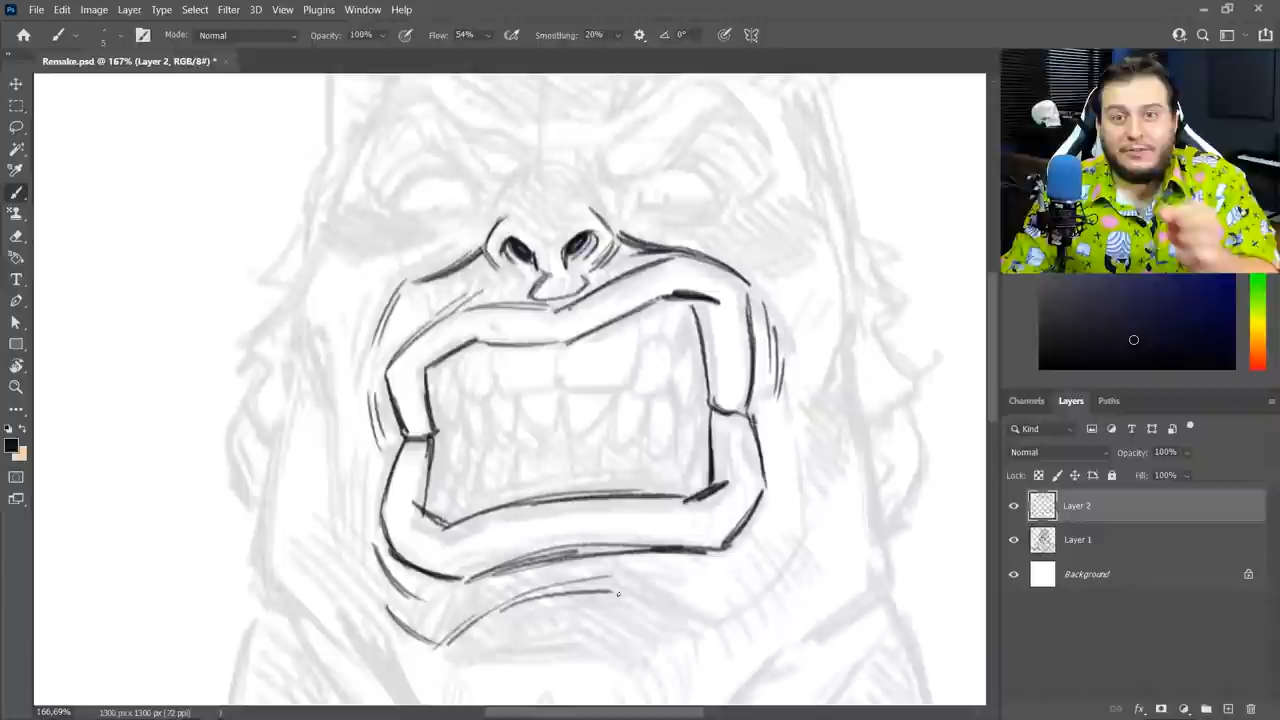 Ps File Edit Image Layer Type Select Filter 3D View Plugins Window Help
5 Mode: Normal Opacity: 100% Flow: 54% Smoothing: 20% 0°
Remake.psd @ 167% (Layer 2, RGB/8#) *
Channels Layers Paths
Kind
Normal Opacity: 100%
Lock: Fill: 100%
Layer 2
Layer 1
Background
166,69% 1300 px x 1300 px (72 ppi)